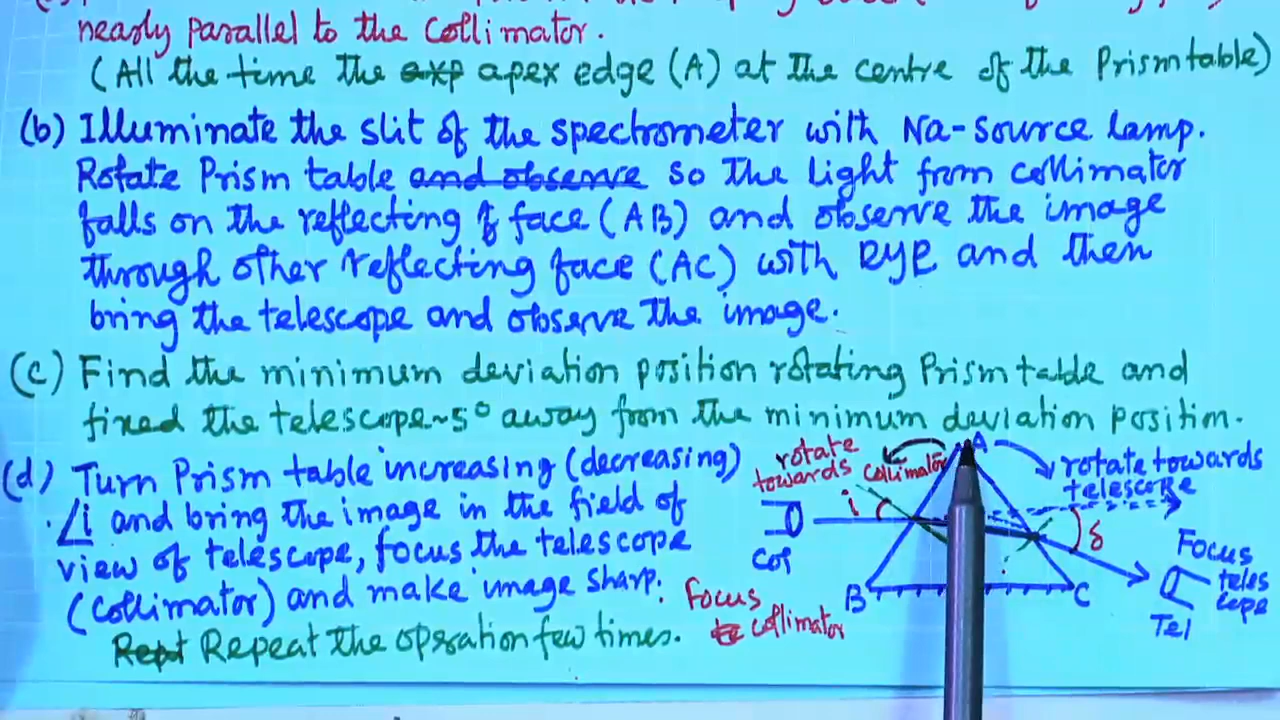 nearly parallel to the Collimator.
(All the time the exp apex edge (A) at the centre of the Prism table)
(b) Illuminate the slit of the spectrometer with Na-source lamp.
Rotate Prism table and observe so the light from collimator
falls on the reflecting f face (AB) and observe the image
through other reflecting face (AC) with EYE and then
bring the telescope and observe the image.
(c) Find the minimum deviation position rotating Prism table and
fixed the telescope ~5° away from the minimum deviation position.
(d) Turn Prism table increasing (decreasing)
∠i and bring the image in the field of
view of telescope, focus the telescope
(collimator) and make image sharp.
Rept Repeat the operation few times.
rotate
towards collimator
A
rotate towards
telescope
i
δ
Col
B
C
Focus
teles
cope
Tel
Focus
te collimator